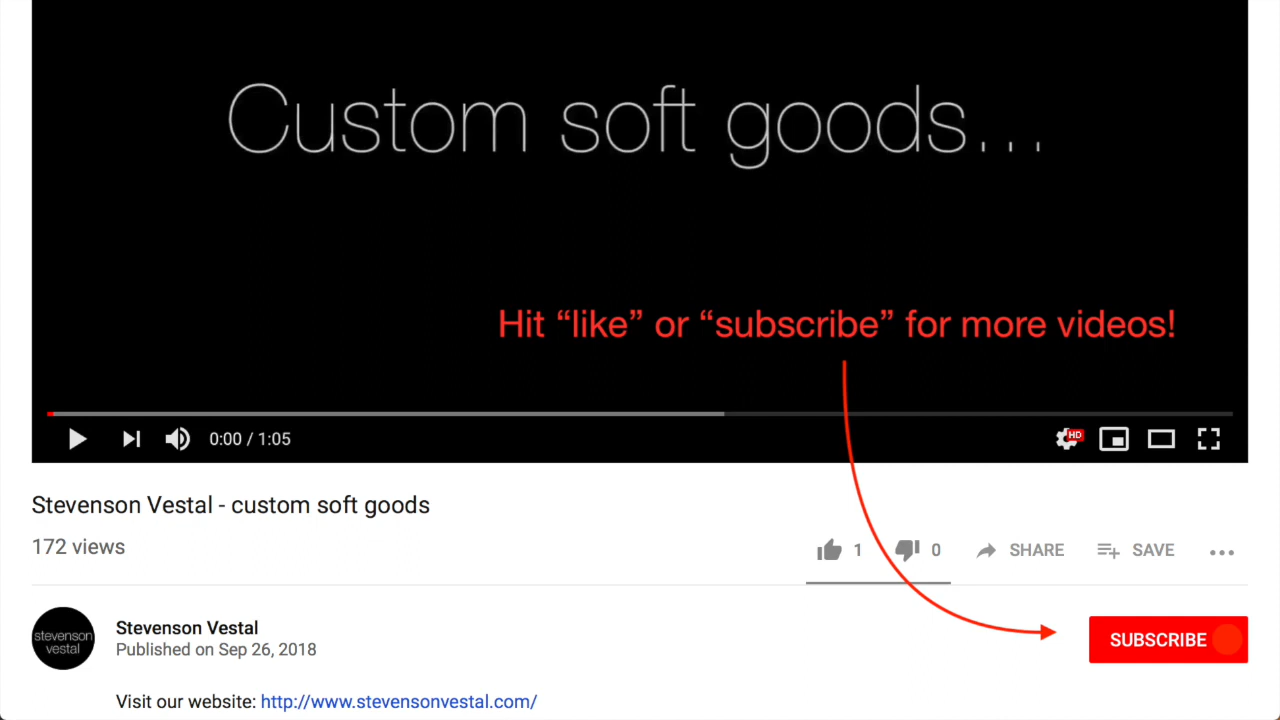 Custom soft goods...
Hit “like” or “subscribe” for more videos!
0:00 / 1:05
HD
Stevenson Vestal - custom soft goods
172 views
1
0
SHARE
SAVE
stevenson
vestal
Stevenson Vestal
Published on Sep 26, 2018
SUBSCRIBE
Visit our website: http://www.stevensonvestal.com/